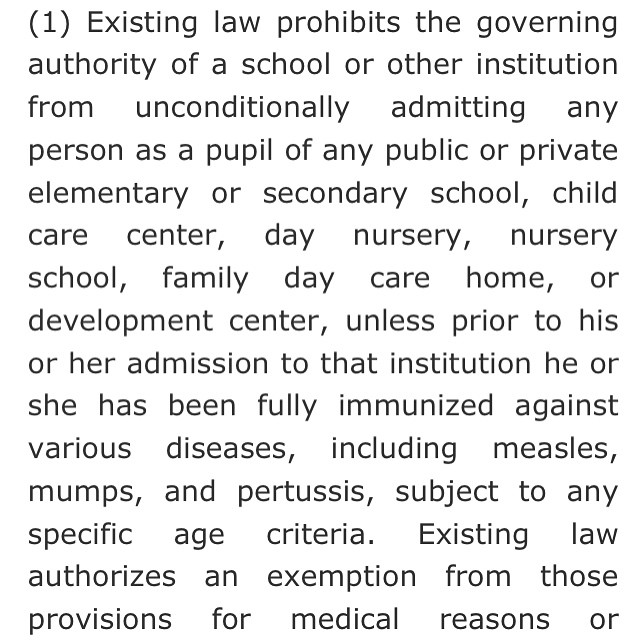 (1) Existing law prohibits the governing
authority of a school or other institution
from unconditionally admitting any
person as a pupil of any public or private
elementary or secondary school, child
care center, day nursery, nursery
school, family day care home, or
development center, unless prior to his
or her admission to that institution he or
she has been fully immunized against
various diseases, including measles,
mumps, and pertussis, subject to any
specific age criteria. Existing law
authorizes an exemption from those
provisions for medical reasons or